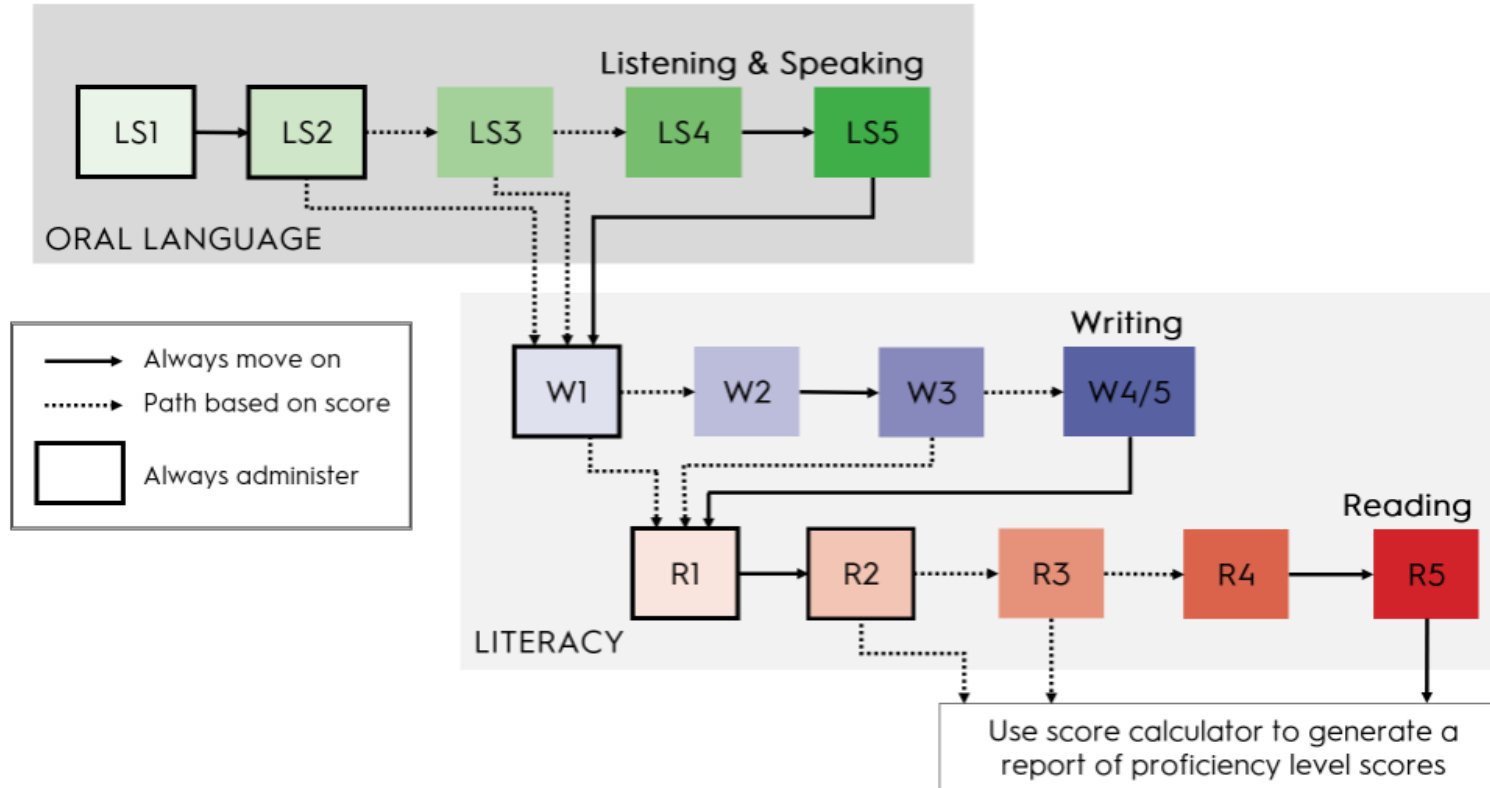 Listening & Speaking
LS1
LS2
LS3
LS4
LS5
ORAL LANGUAGE
Always move on
Path based on score
Always administer
Writing
W1
W2
W3
W4/5
Reading
R1
R2
R3
R4
R5
LITERACY
Use score calculator to generate a
report of proficiency level scores